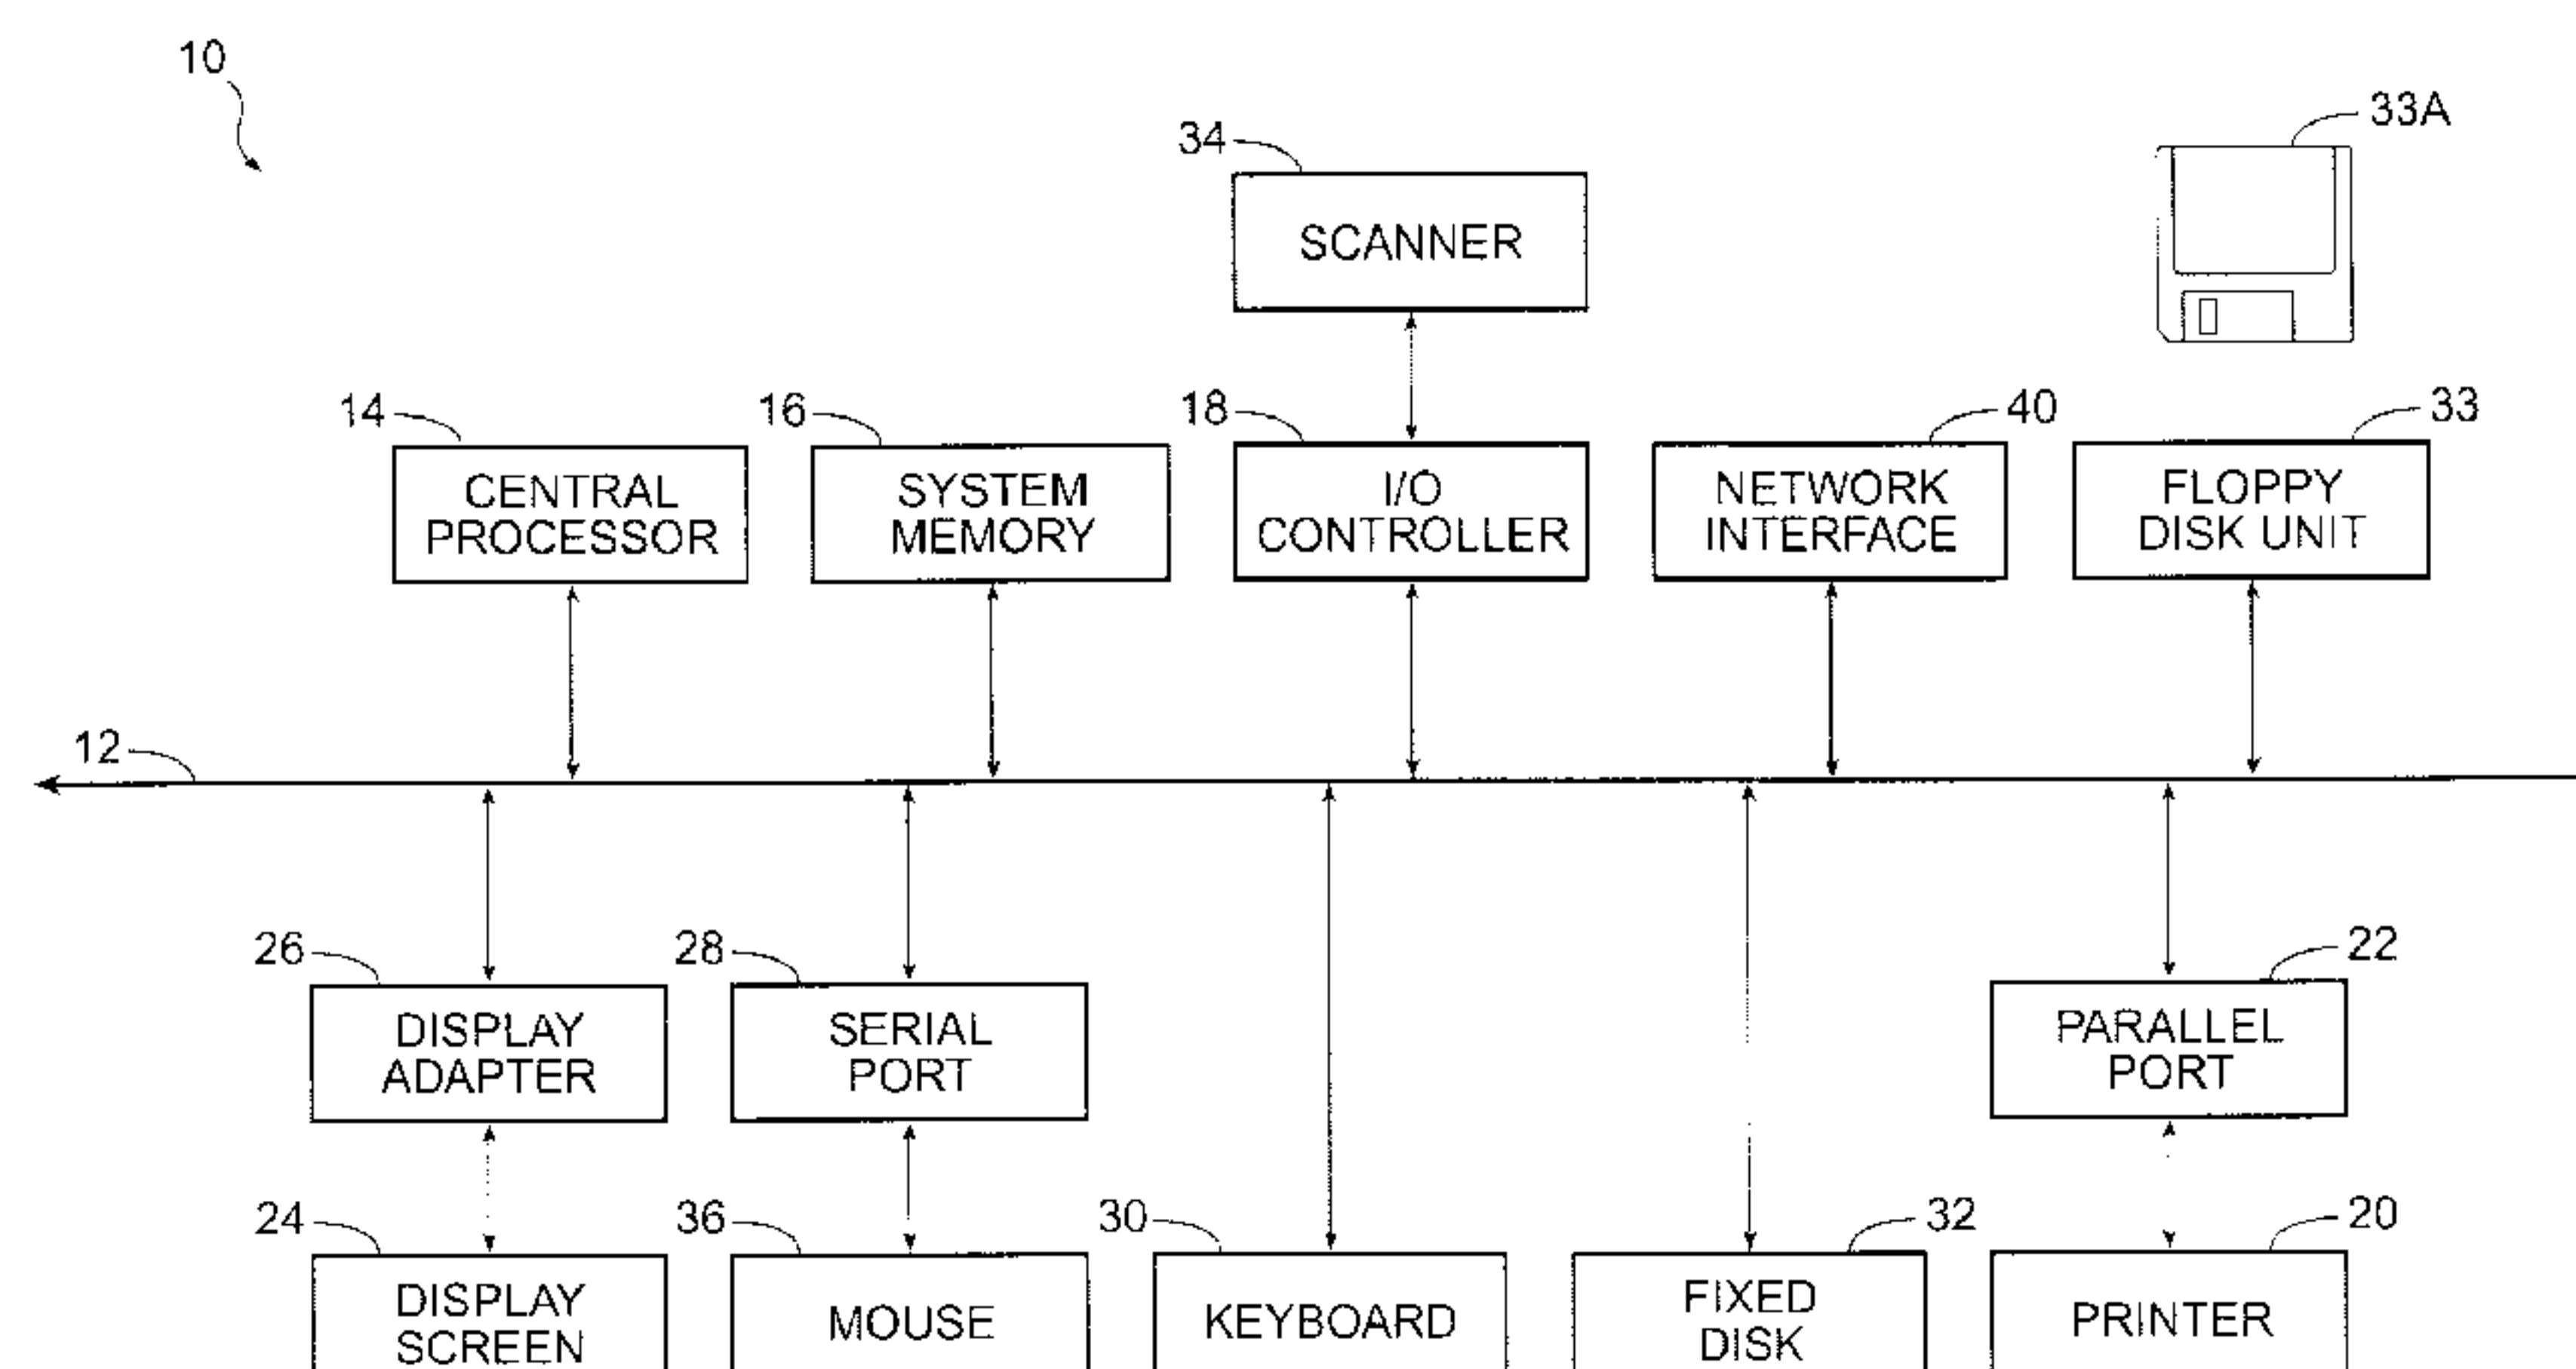 10
33A
34
SCANNER
14
16
18
40
33
CENTRAL
PROCESSOR
SYSTEM
MEMORY
I/O
CONTROLLER
NETWORK
INTERFACE
FLOPPY
DISK UNIT
12
26
28
22
DISPLAY
ADAPTER
SERIAL
PORT
PARALLEL
PORT
24
36
30
32
20
DISPLAY
SCREEN
MOUSE
KEYBOARD
FIXED
DISK
PRINTER